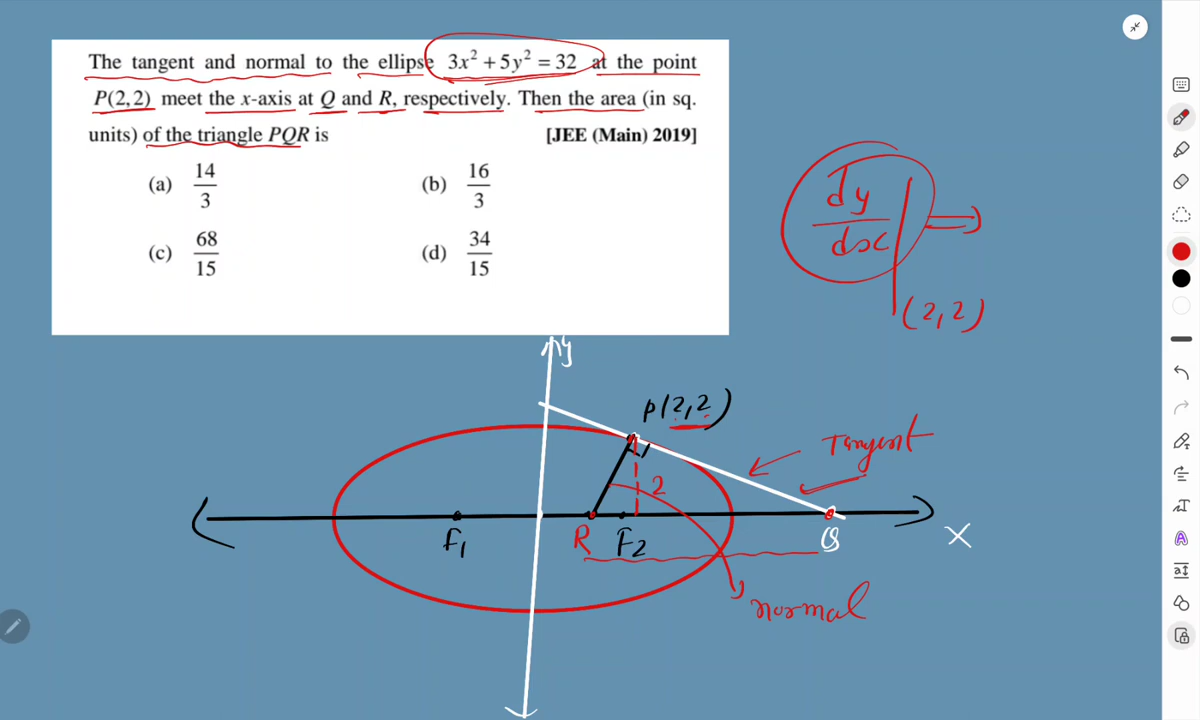 The tangent and normal to the ellipse 3x² + 5y² = 32 at the point
P(2, 2) meet the x-axis at Q and R, respectively. Then the area (in sq.
units) of the triangle PQR is [JEE (Main) 2019]
(a) 14/3 (b) 16/3
(c) 68/15 (d) 34/15
dy/dx | (2,2) ⇒
y
P(2,2)
Tangent
2
F1 R F2 Q X
normal